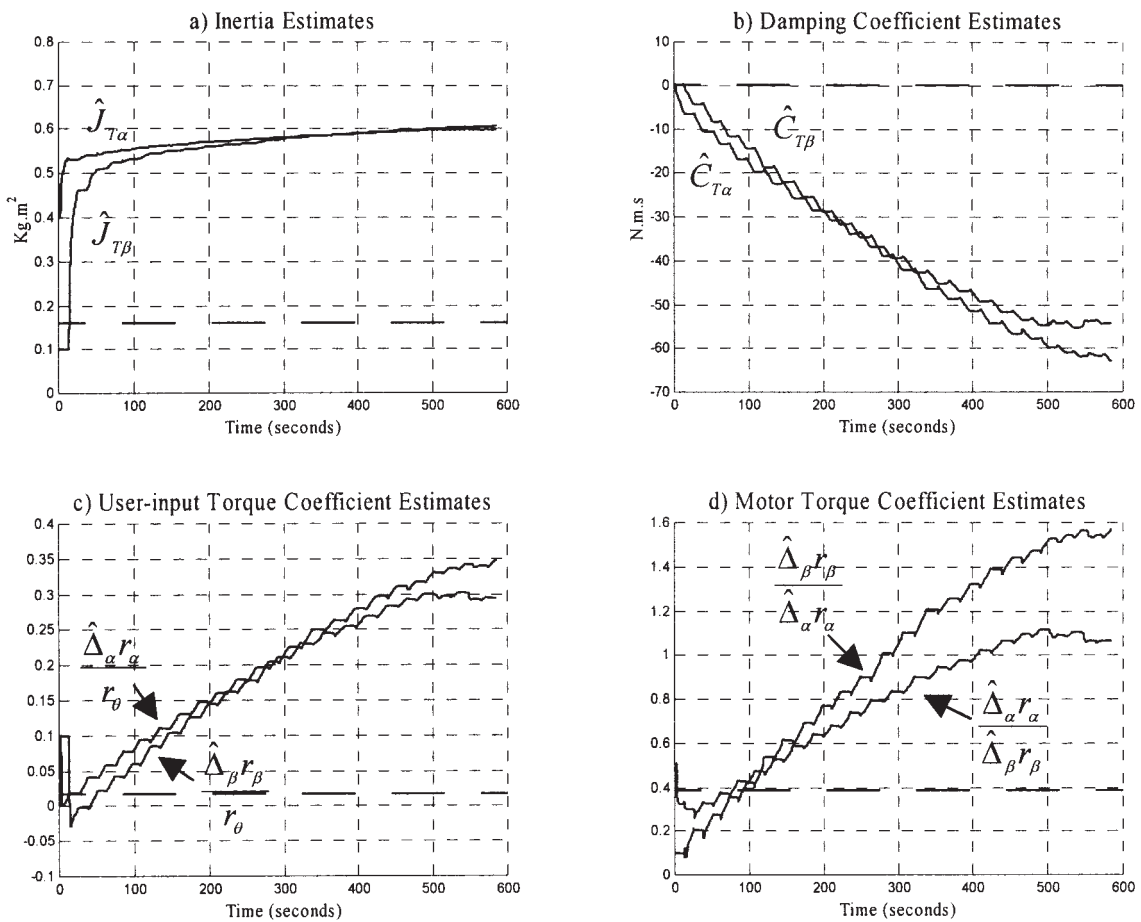 a) Inertia Estimates
0.8
0.7
0.6
0.5
0.4
0.3
0.2
0.1
0
Kg.m²
Ĵ_Tα
Ĵ_Tβ
0 100 200 300 400 500 600
Time (seconds)
b) Damping Coefficient Estimates
10
0
-10
-20
-30
-40
-50
-60
-70
N.m.s
Ĉ_Tβ
Ĉ_Tα
0 100 200 300 400 500 600
Time (seconds)
c) User-input Torque Coefficient Estimates
0.4
0.35
0.3
0.25
0.2
0.15
0.1
0.05
0
-0.05
-0.1
Δ̂_α r_α
r_θ
Δ̂_β r_β
r_θ
0 100 200 300 400 500 600
Time (seconds)
d) Motor Torque Coefficient Estimates
1.6
1.4
1.2
1
0.8
0.6
0.4
0.2
0
Δ̂_β r_β
Δ̂_α r_α
Δ̂_α r_α
Δ̂_β r_β
0 100 200 300 400 500 600
Time (seconds)